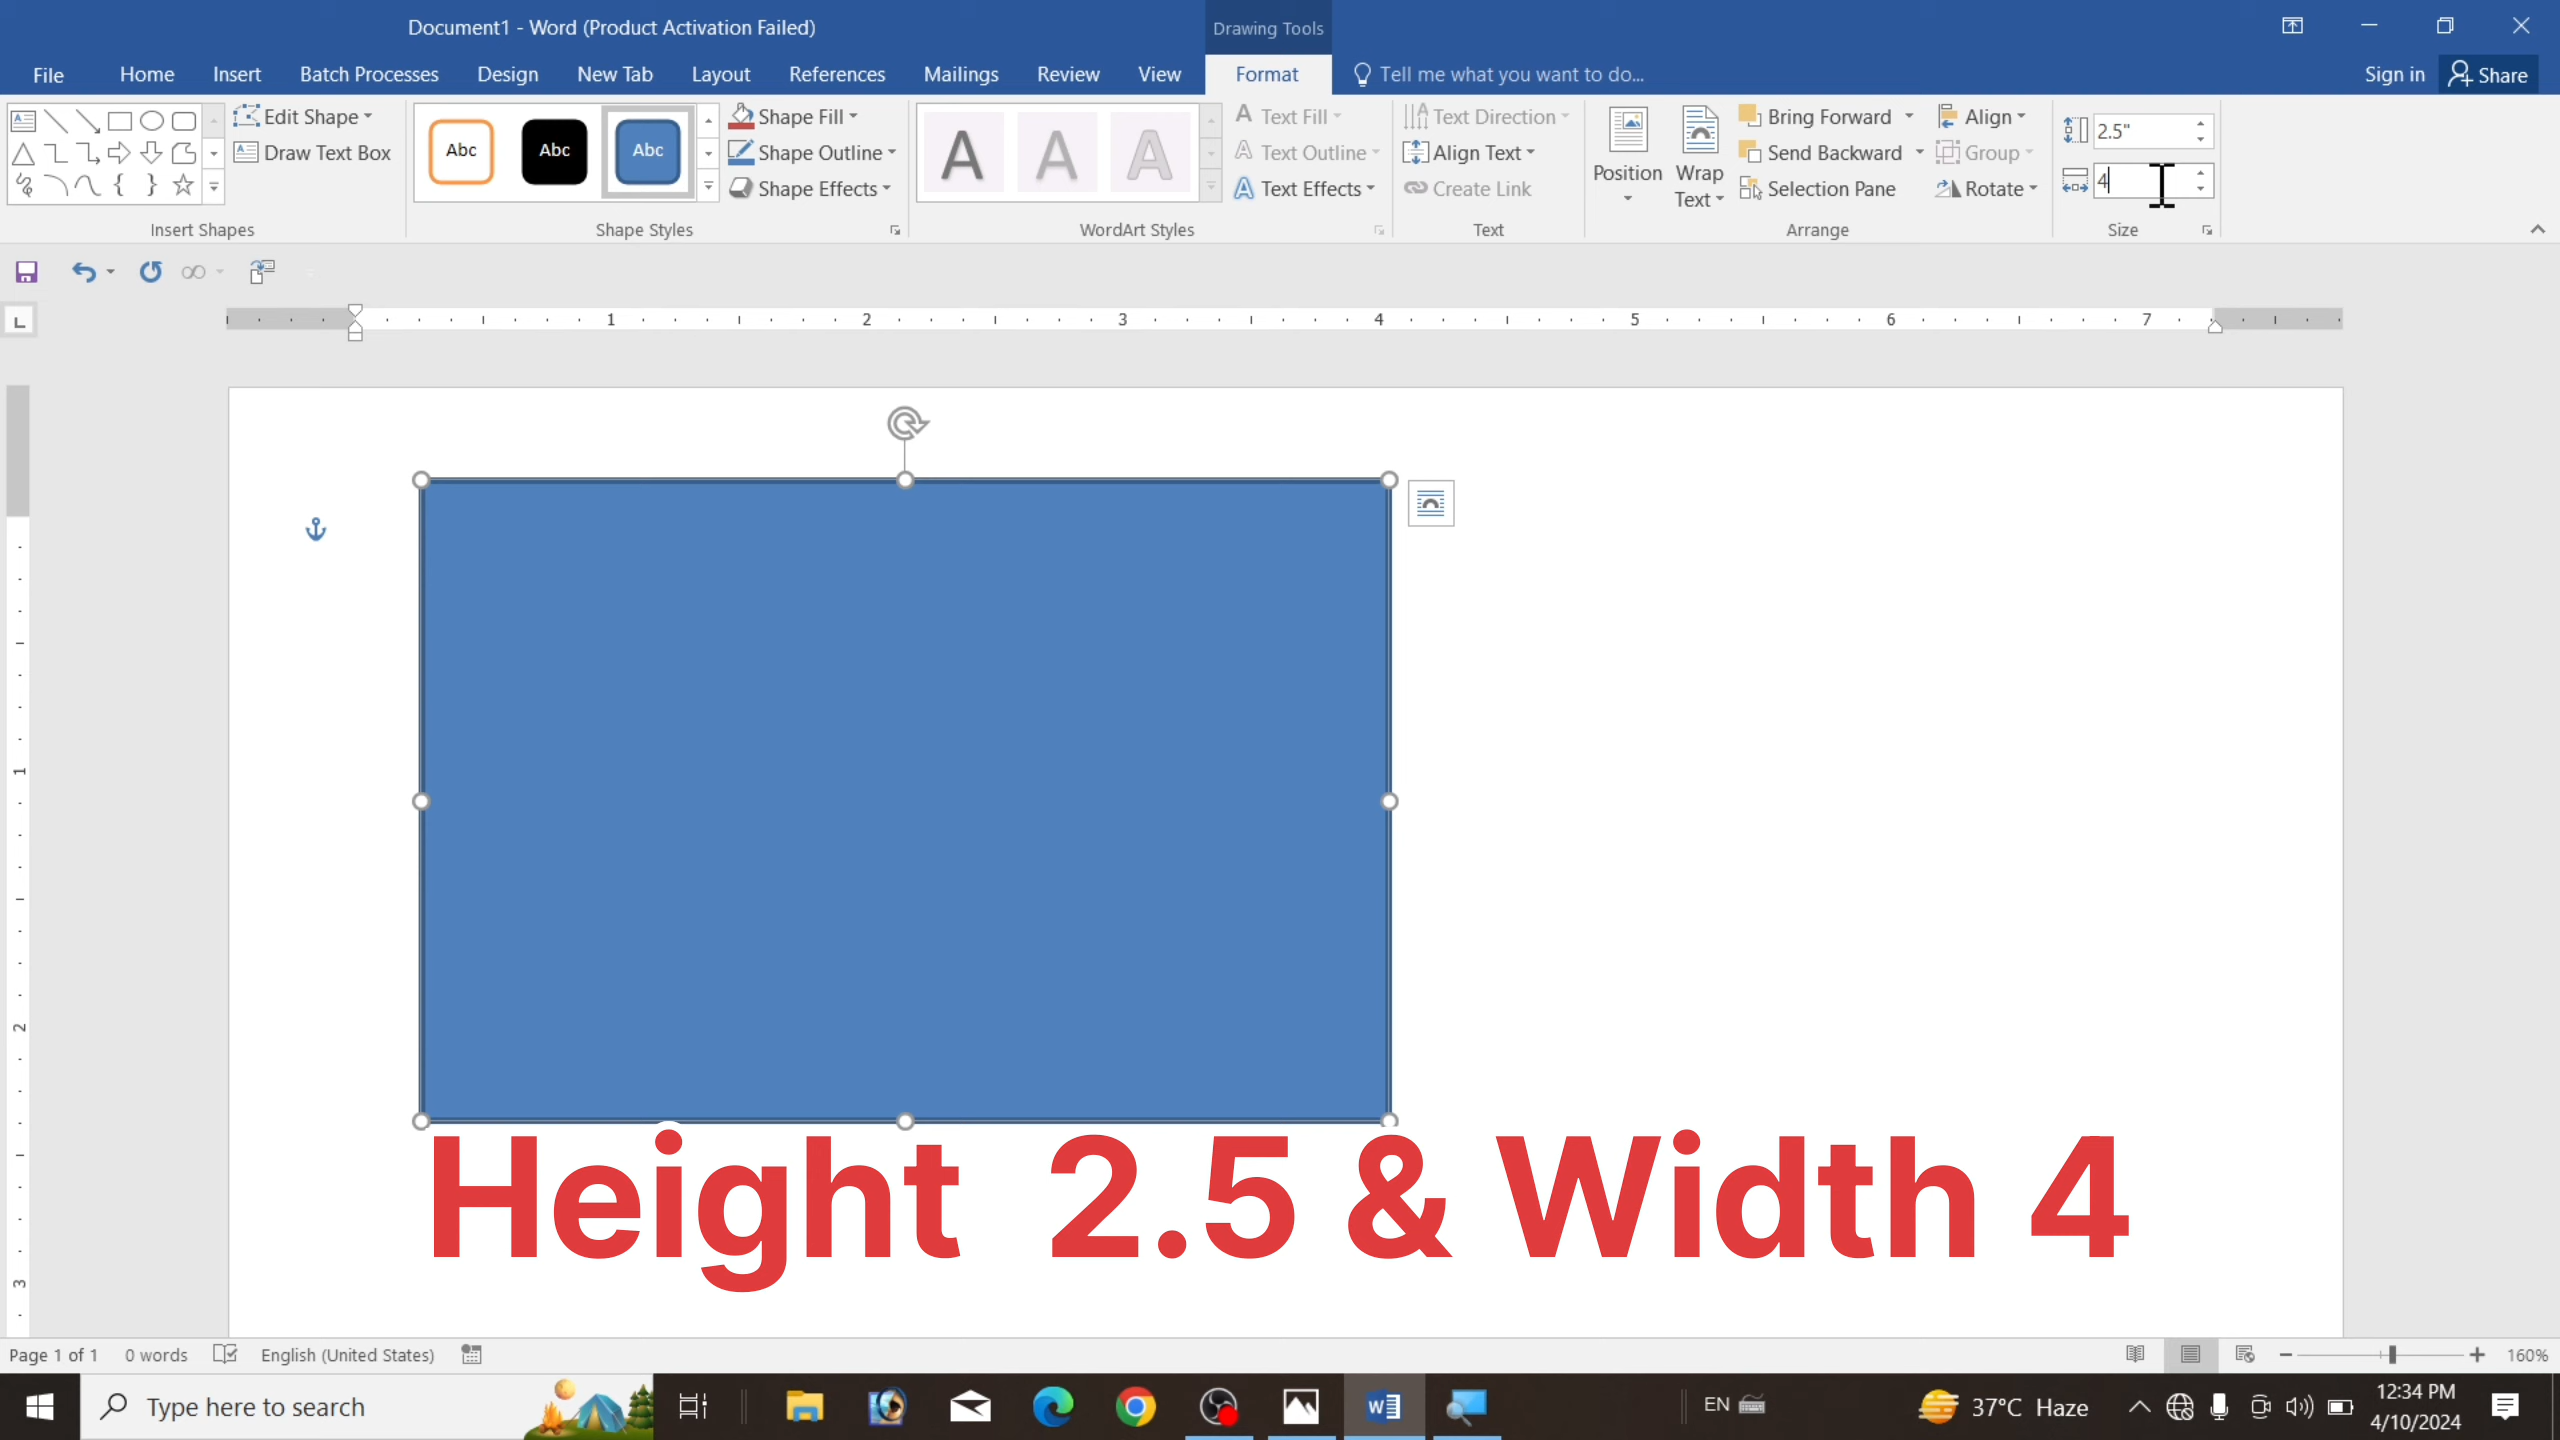 Document1 - Word (Product Activation Failed)
Drawing Tools
File Home Insert Batch Processes Design New Tab Layout References Mailings Review View Format Tell me what you want to do... Sign in Share
Edit Shape
Draw Text Box
Insert Shapes
Abc Abc Abc
Shape Fill
Shape Outline
Shape Effects
Shape Styles
A A A
Text Fill
Text Outline
Text Effects
WordArt Styles
Text Direction
Align Text
Create Link
Text
Position
Wrap
Text
Bring Forward
Send Backward
Selection Pane
Align
Group
Rotate
Arrange
2.5"
4
Size
1 2 3 4 5 6 7
1
2
3
Height 2.5 & Width 4
Page 1 of 1 0 words English (United States) 160%
Type here to search
EN
37°C Haze
12:34 PM
4/10/2024